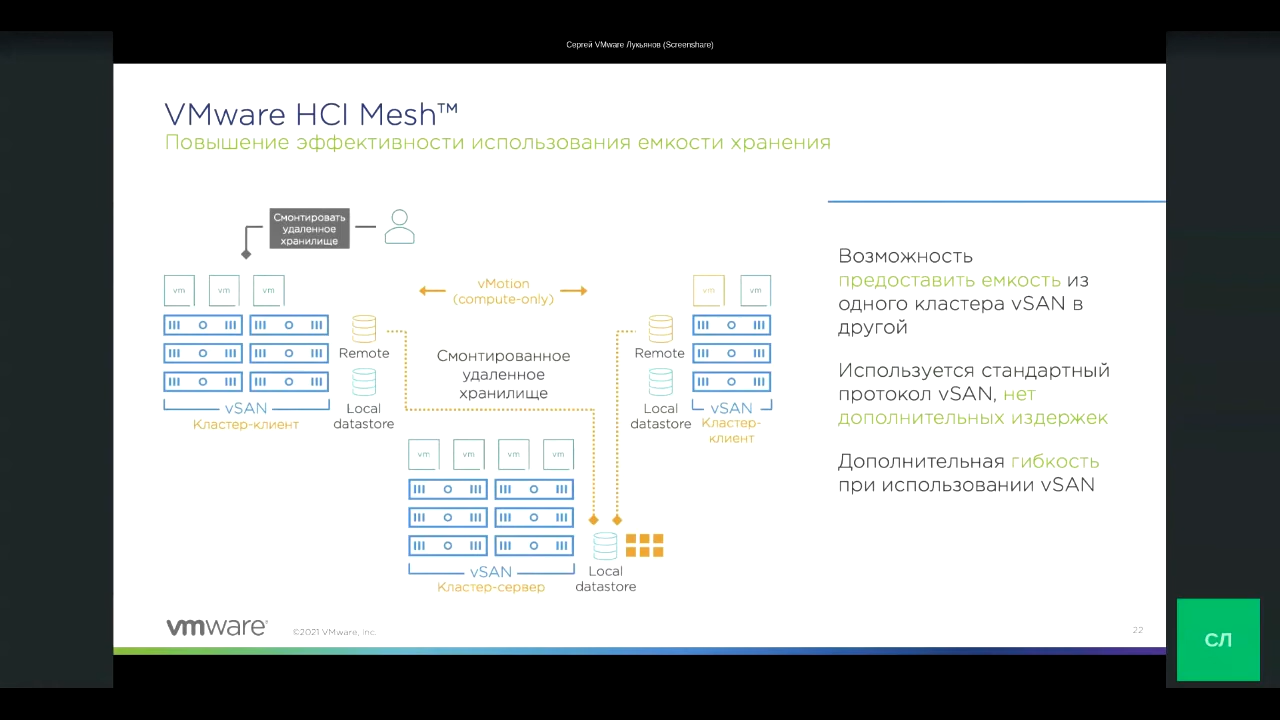 Сергей VMware Лукьянов (Screenshare)
VMware HCI Mesh™
Повышение эффективности использования емкости хранения
Смонтировать
удаленное
хранилище
vm
vm
vm
vMotion
(compute-only)
vm
vm
Remote
Local
datastore
vSAN
Кластер-клиент
Смонтированное
удаленное
хранилище
Remote
Local
datastore
vSAN
Кластер-
клиент
vm
vm
vm
vm
vSAN
Кластер-сервер
Local
datastore
Возможность
предоставить емкость из
одного кластера vSAN в
другой
Используется стандартный
протокол vSAN, нет
дополнительных издержек
Дополнительная гибкость
при использовании vSAN
vmware®
©2021 VMware, Inc.
22
СЛ